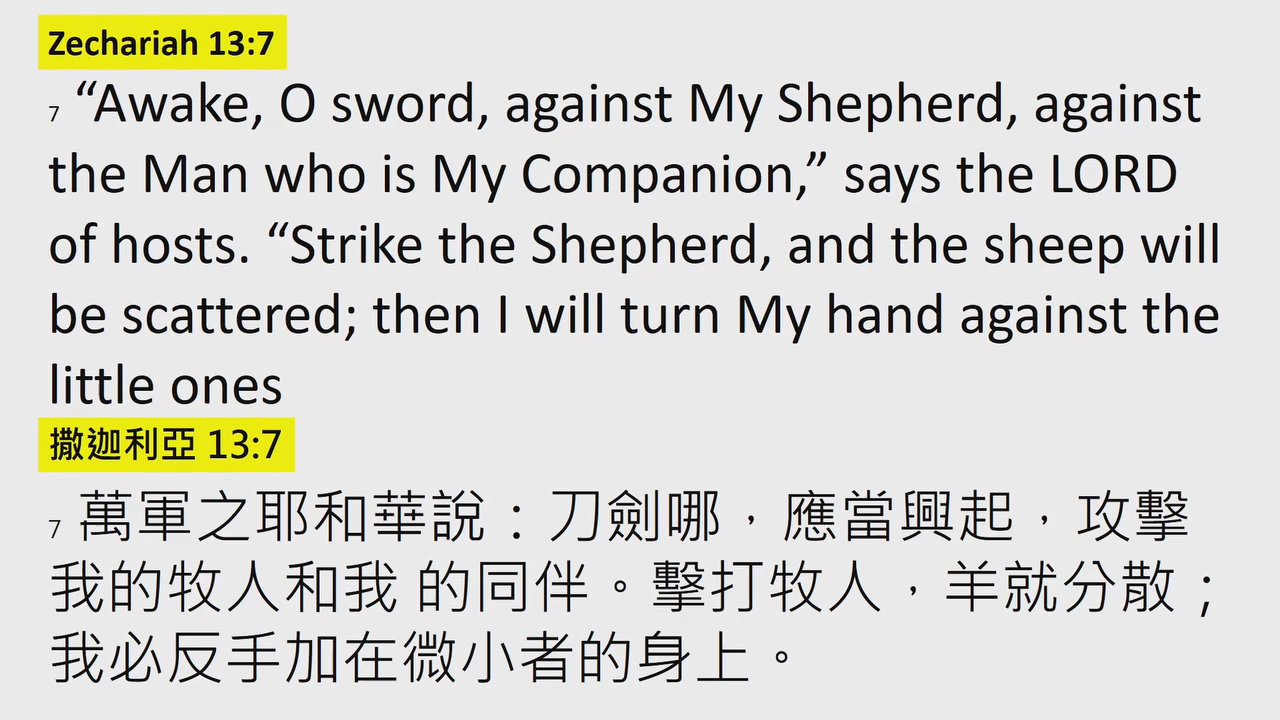 Zechariah 13:7
7 “Awake, O sword, against My Shepherd, against
the Man who is My Companion,” says the LORD
of hosts. “Strike the Shepherd, and the sheep will
be scattered; then I will turn My hand against the
little ones
撒迦利亞 13:7
7 萬軍之耶和華說：刀劍哪，應當興起，攻擊
我的牧人和我 的同伴。擊打牧人，羊就分散；
我必反手加在微小者的身上。